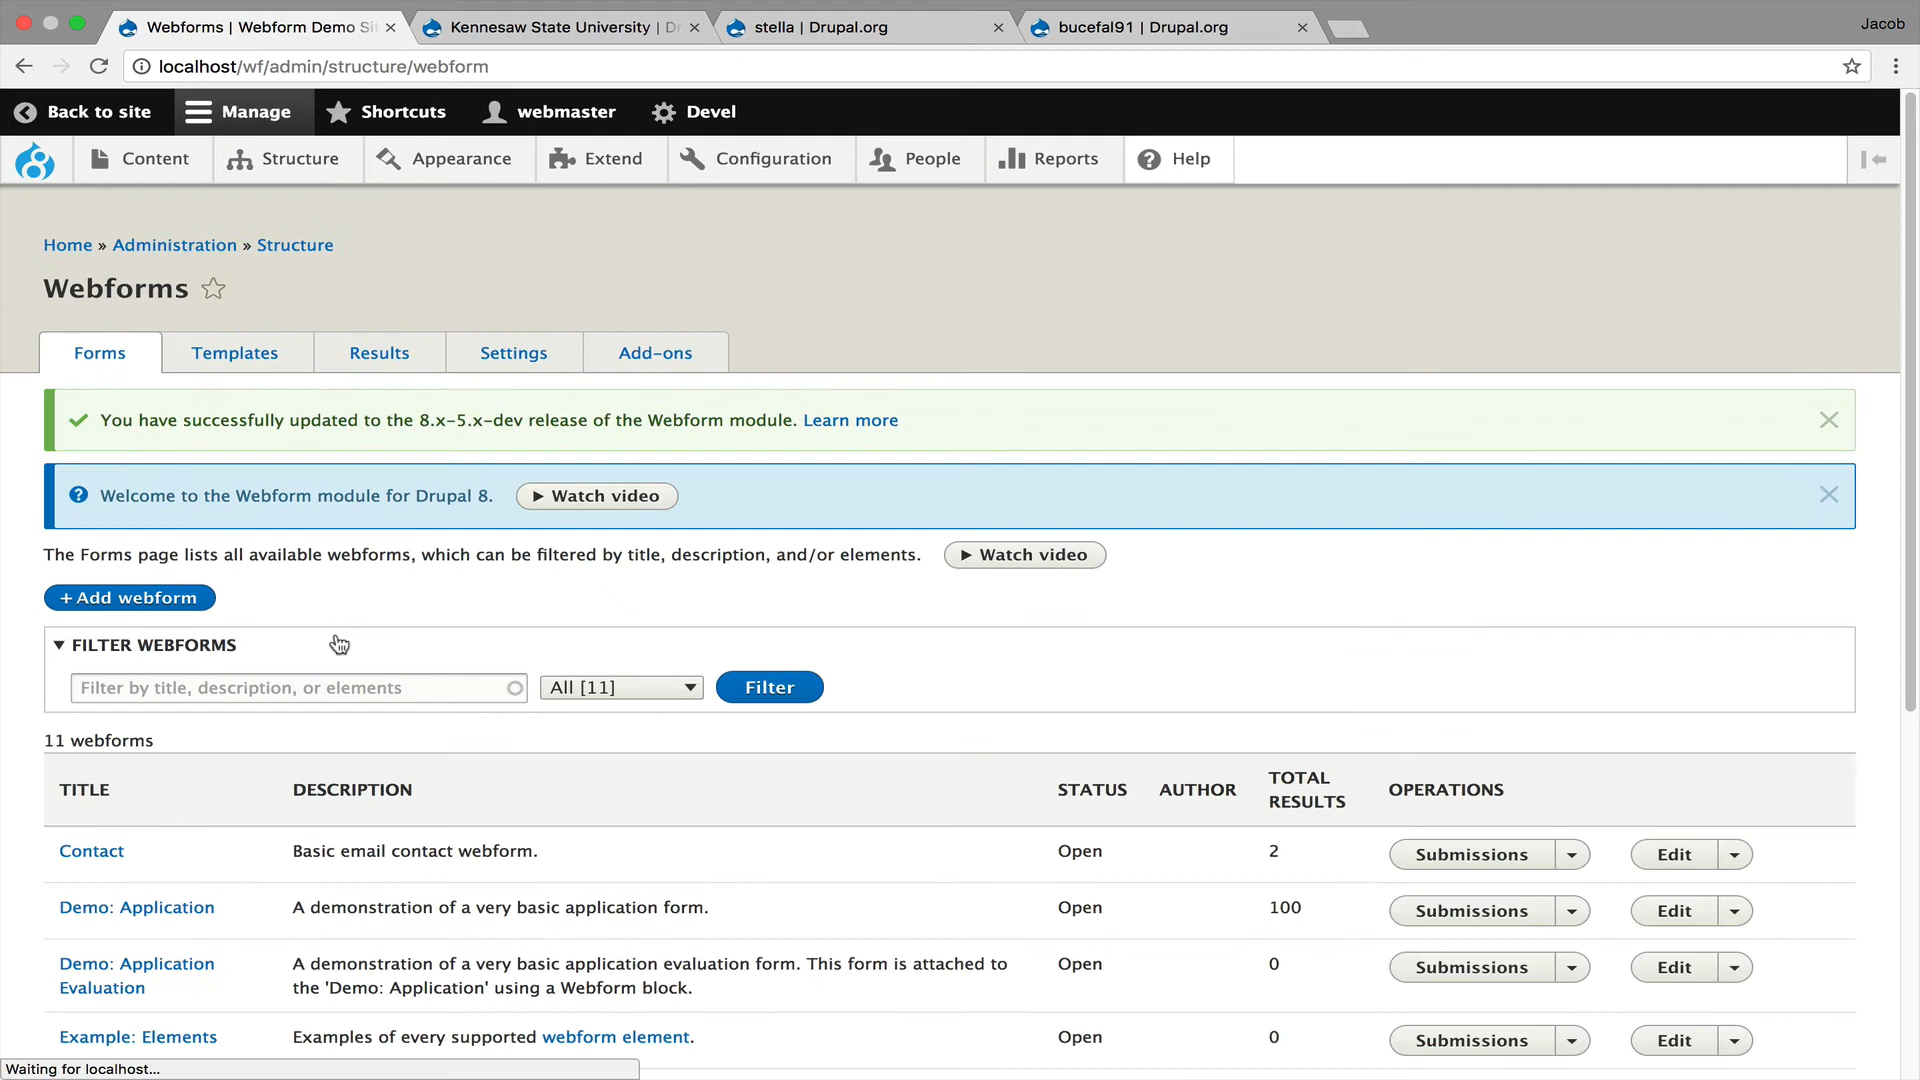 Webforms | Webform Demo Si
Kennesaw State University | Dr
stella | Drupal.org
bucefal91 | Drupal.org
Jacob
localhost/wf/admin/structure/webform
Back to site
Manage
Shortcuts
webmaster
Devel
Content
Structure
Appearance
Extend
Configuration
People
Reports
Help
Home » Administration » Structure
Webforms
Forms
Templates
Results
Settings
Add-ons
You have successfully updated to the 8.x-5.x-dev release of the Webform module. Learn more
Welcome to the Webform module for Drupal 8.
Watch video
The Forms page lists all available webforms, which can be filtered by title, description, and/or elements.
Watch video
+ Add webform
FILTER WEBFORMS
Filter by title, description, or elements
All [11]
Filter
11 webforms
TITLE
DESCRIPTION
STATUS
AUTHOR
TOTAL
RESULTS
OPERATIONS
Contact
Basic email contact webform.
Open
2
Submissions
Edit
Demo: Application
A demonstration of a very basic application form.
Open
100
Submissions
Edit
Demo: Application
Evaluation
A demonstration of a very basic application evaluation form. This form is attached to
the 'Demo: Application' using a Webform block.
Open
0
Submissions
Edit
Example: Elements
Examples of every supported webform element.
Open
0
Submissions
Edit
Waiting for localhost...